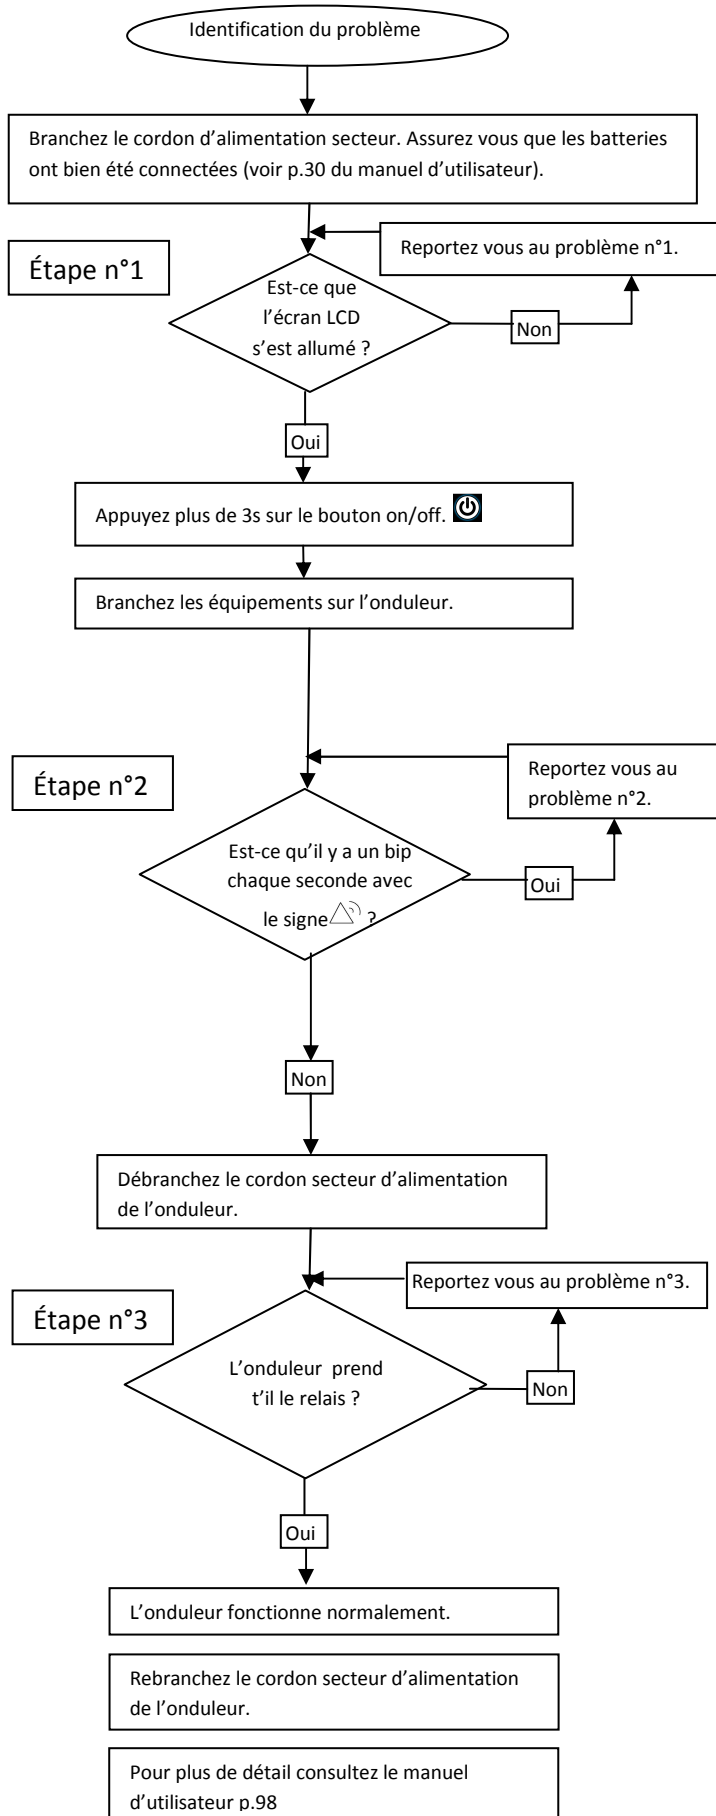 Identification du problème
Branchez le cordon d'alimentation secteur. Assurez vous que les batteries
ont bien été connectées (voir p.30 du manuel d'utilisateur).
Étape n°1
Reportez vous au problème n°1.
Est-ce que
l'écran LCD
s'est allumé ?
Non
Oui
Appuyez plus de 3s sur le bouton on/off.
Branchez les équipements sur l'onduleur.
Étape n°2
Reportez vous au
problème n°2.
Est-ce qu'il y a un bip
chaque seconde avec
le signe ?
Oui
Non
Débranchez le cordon secteur d'alimentation
de l'onduleur.
Étape n°3
Reportez vous au problème n°3.
L'onduleur prend
t'il le relais ?
Non
Oui
L'onduleur fonctionne normalement.
Rebranchez le cordon secteur d'alimentation
de l'onduleur.
Pour plus de détail consultez le manuel
d'utilisateur p.98